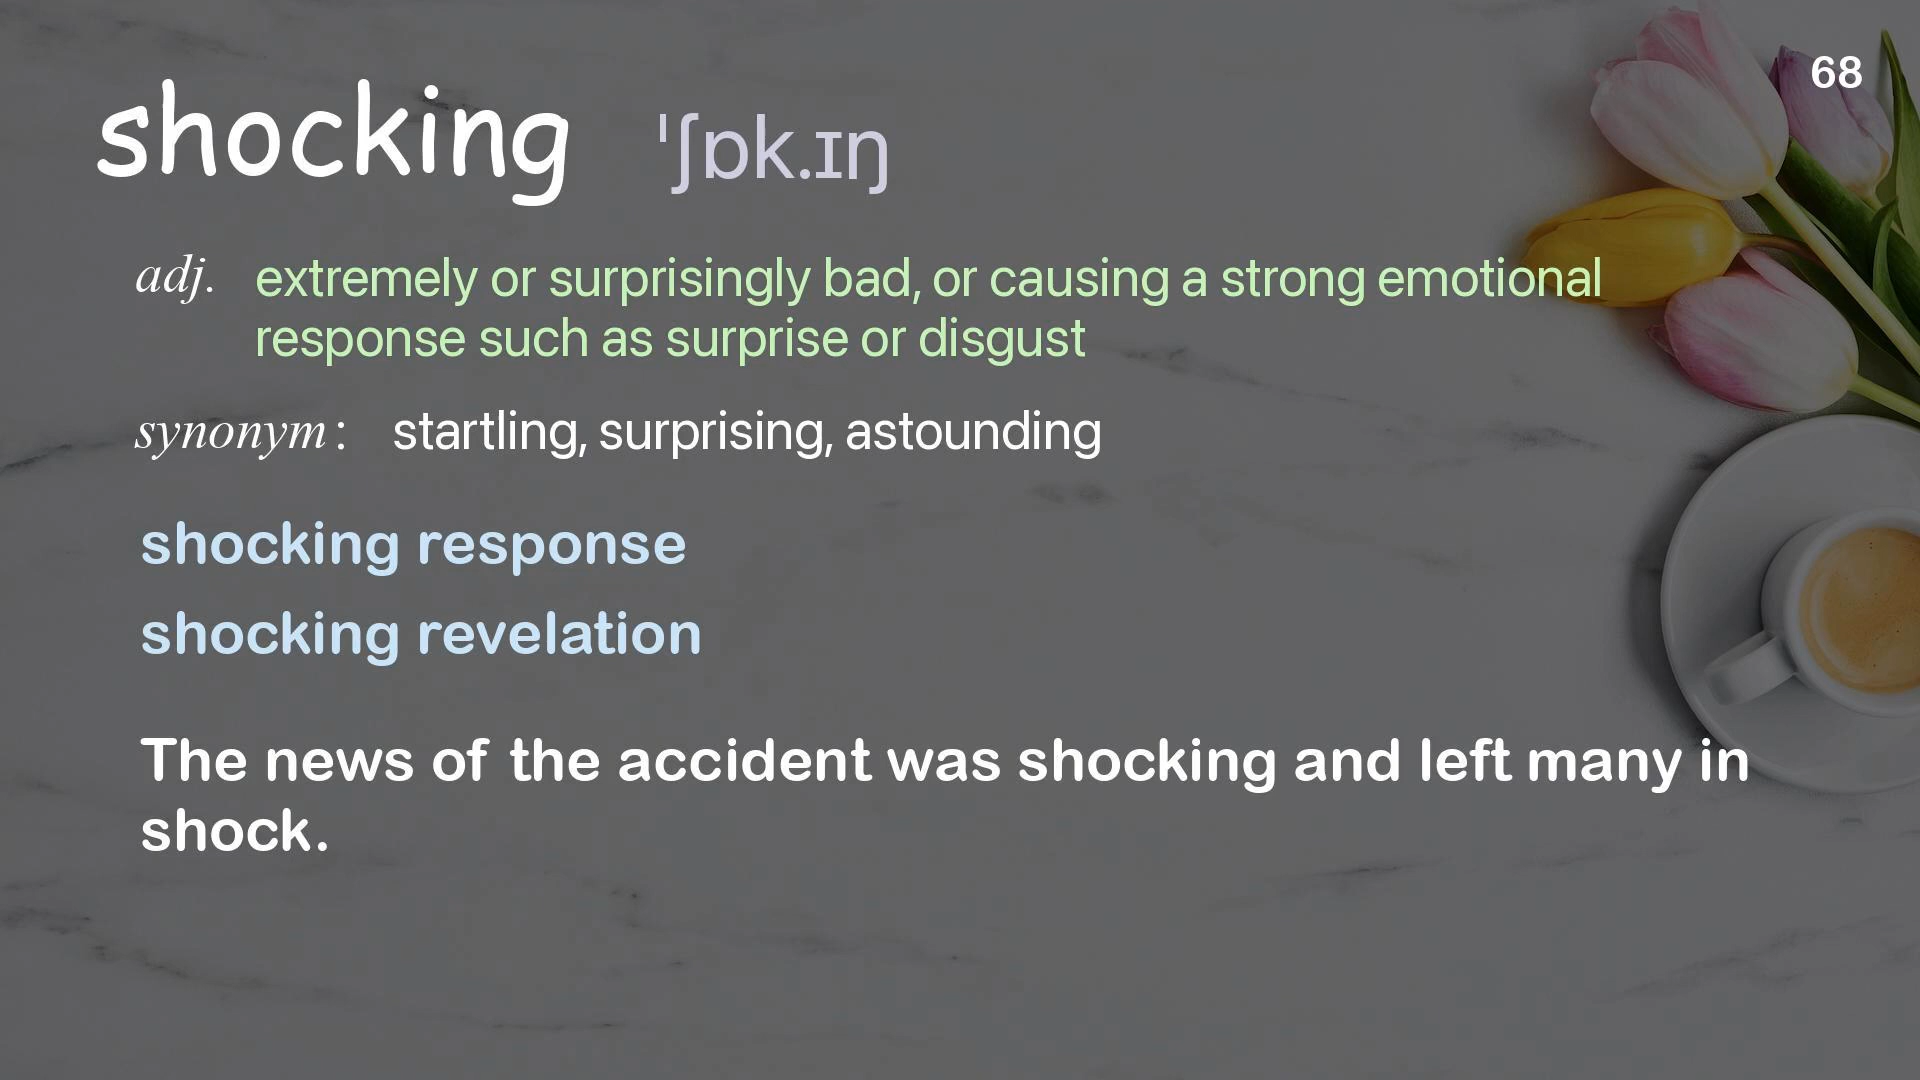 68
shocking ˈʃɒk.ɪŋ
adj. extremely or surprisingly bad, or causing a strong emotional
response such as surprise or disgust
synonym: startling, surprising, astounding
shocking response
shocking revelation
The news of the accident was shocking and left many in
shock.